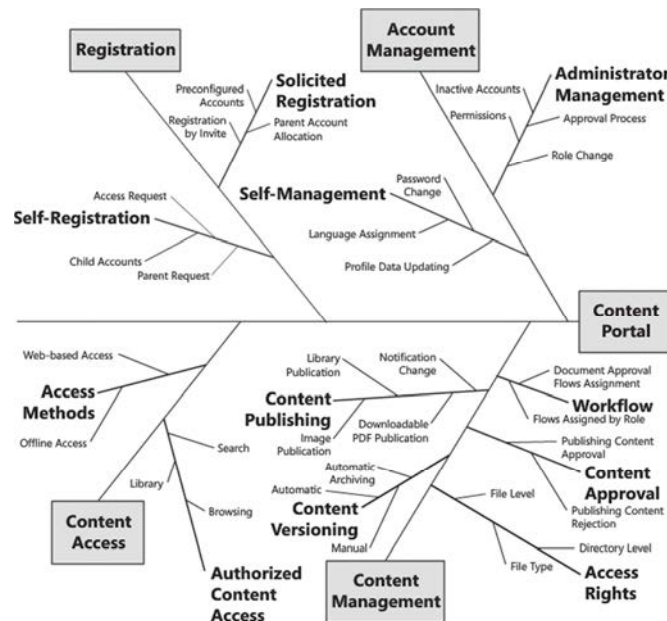 Registration
Account
Management
Preconfigured
Accounts
Solicited
Registration
Registration
by Invite
Parent Account
Allocation
Inactive Accounts
Administrator
Management
Permissions
Approval Process
Role Change
Access Request
Self-Registration
Child Accounts
Parent Request
Password
Change
Self-Management
Language Assignment
Profile Data Updating
Content
Portal
Web-based Access
Access
Methods
Offline Access
Search
Library
Browsing
Content
Access
Authorized
Content
Access
Library
Publication
Notification
Change
Content
Publishing
Image
Publication
Downloadable
PDF Publication
Automatic
Archiving
Automatic
Content
Versioning
Manual
Content
Management
Document Approval
Flows Assignment
Workflow
Flows Assigned by Role
Publishing Content
Approval
Content
Approval
Publishing Content
Rejection
File Level
Directory Level
File Type
Access
Rights